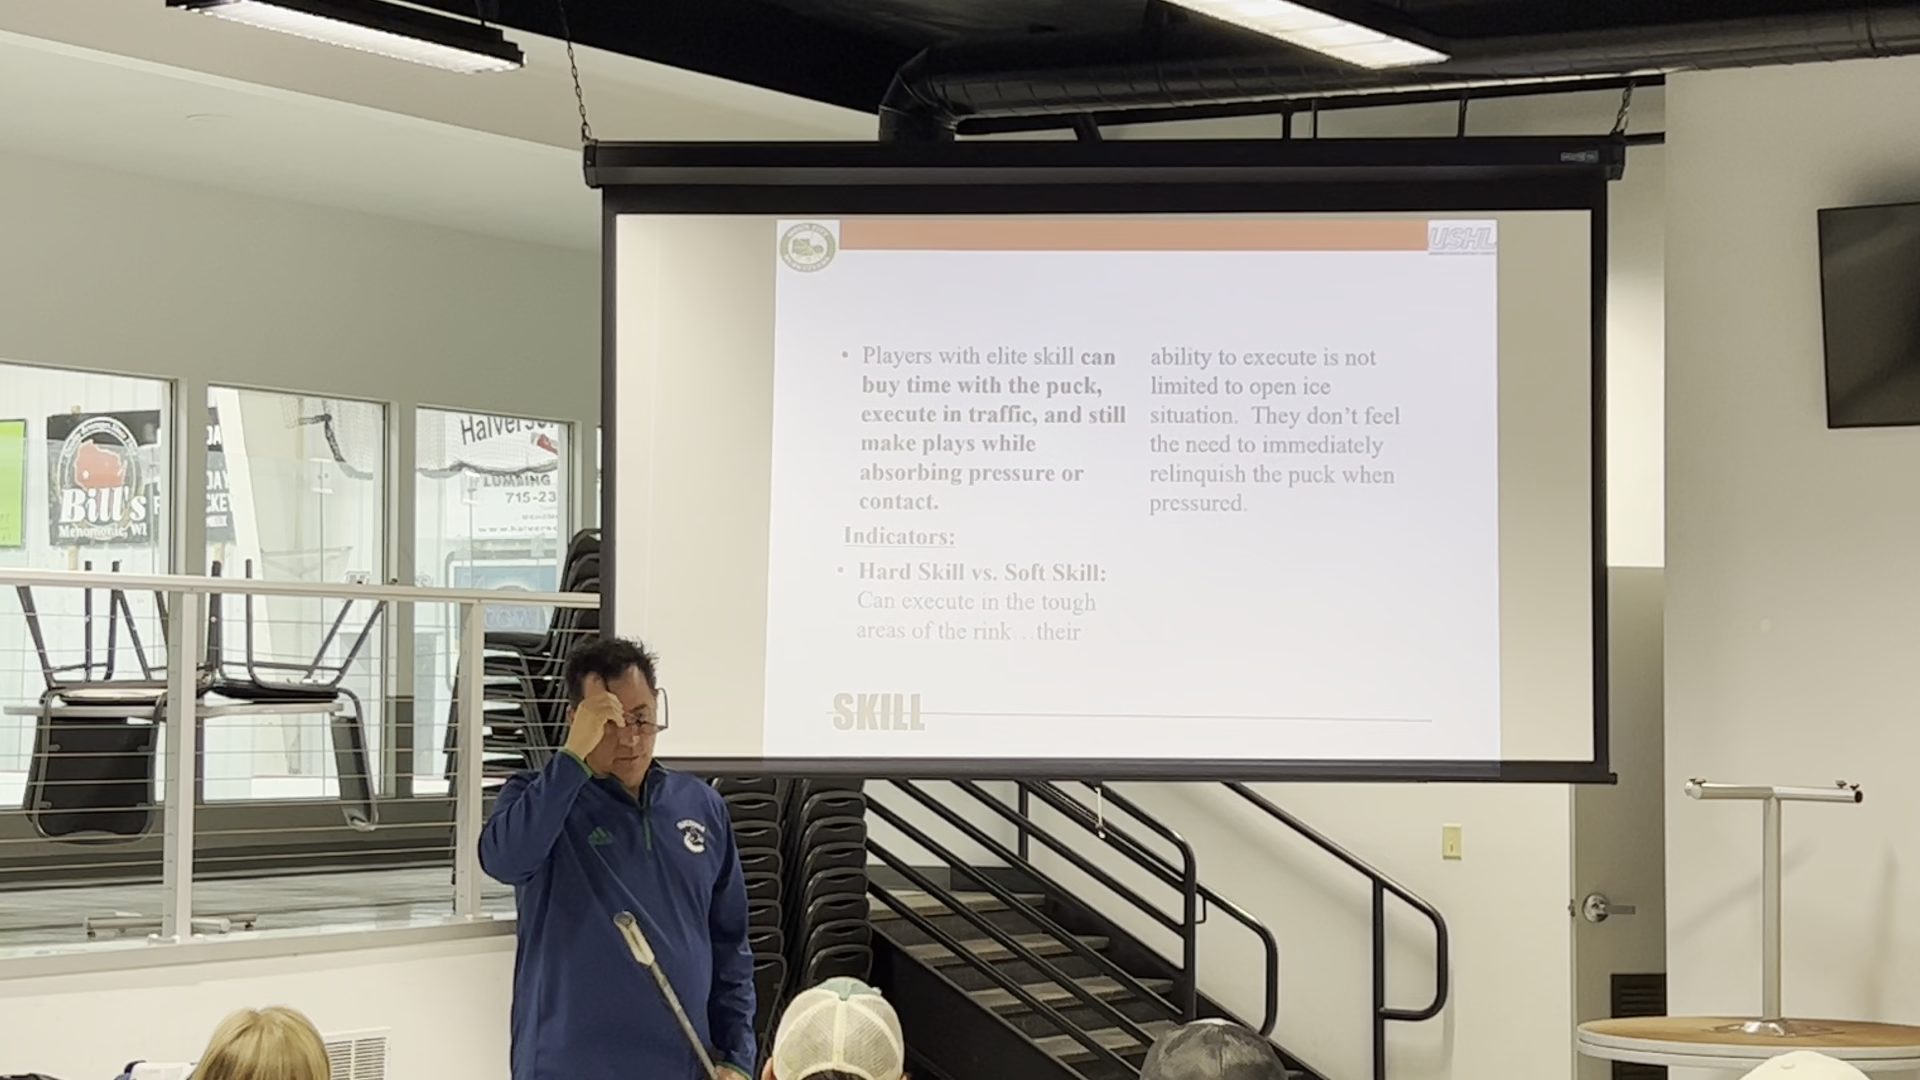 USHL
• Players with elite skill can
buy time with the puck,
execute in traffic, and still
make plays while
absorbing pressure or
contact.
Indicators:
• Hard Skill vs. Soft Skill:
Can execute in the tough
areas of the rink…their
ability to execute is not
limited to open ice
situation. They don't feel
the need to immediately
relinquish the puck when
pressured.
SKILL
Bill's
Menomonie, WI
715-23